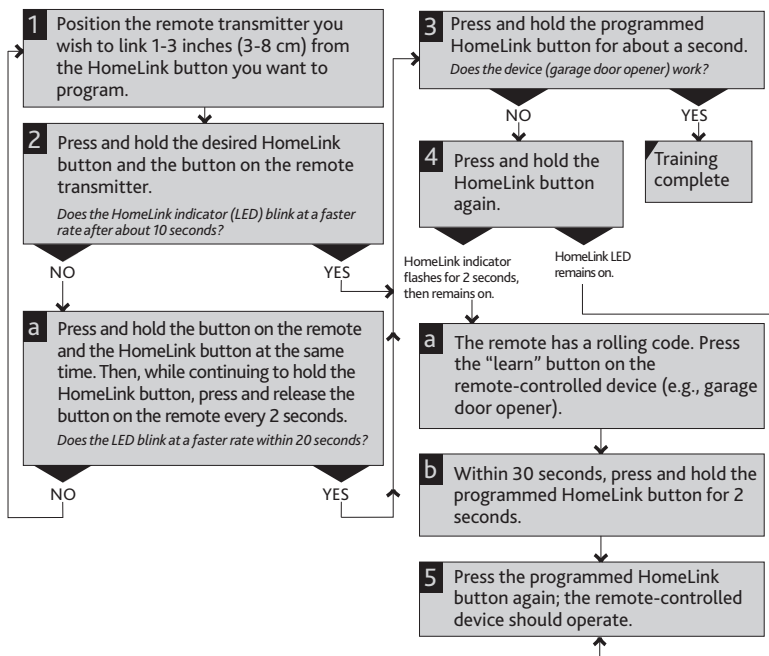 1
Position the remote transmitter you
wish to link 1-3 inches (3-8 cm) from
the HomeLink button you want to
program.
2
Press and hold the desired HomeLink
button and the button on the remote
transmitter.
Does the HomeLink indicator (LED) blink at a faster
rate after about 10 seconds?
NO
YES
a
Press and hold the button on the remote
and the HomeLink button at the same
time. Then, while continuing to hold the
HomeLink button, press and release the
button on the remote every 2 seconds.
Does the LED blink at a faster rate within 20 seconds?
NO
YES
3
Press and hold the programmed
HomeLink button for about a second.
Does the device (garage door opener) work?
NO
YES
4
Press and hold the
HomeLink button
again.
Training
complete
HomeLink indicator
flashes for 2 seconds,
then remains on.
HomeLink LED
remains on.
a
The remote has a rolling code. Press
the “learn” button on the
remote-controlled device (e.g., garage
door opener).
b
Within 30 seconds, press and hold the
programmed HomeLink button for 2
seconds.
5
Press the programmed HomeLink
button again; the remote-controlled
device should operate.